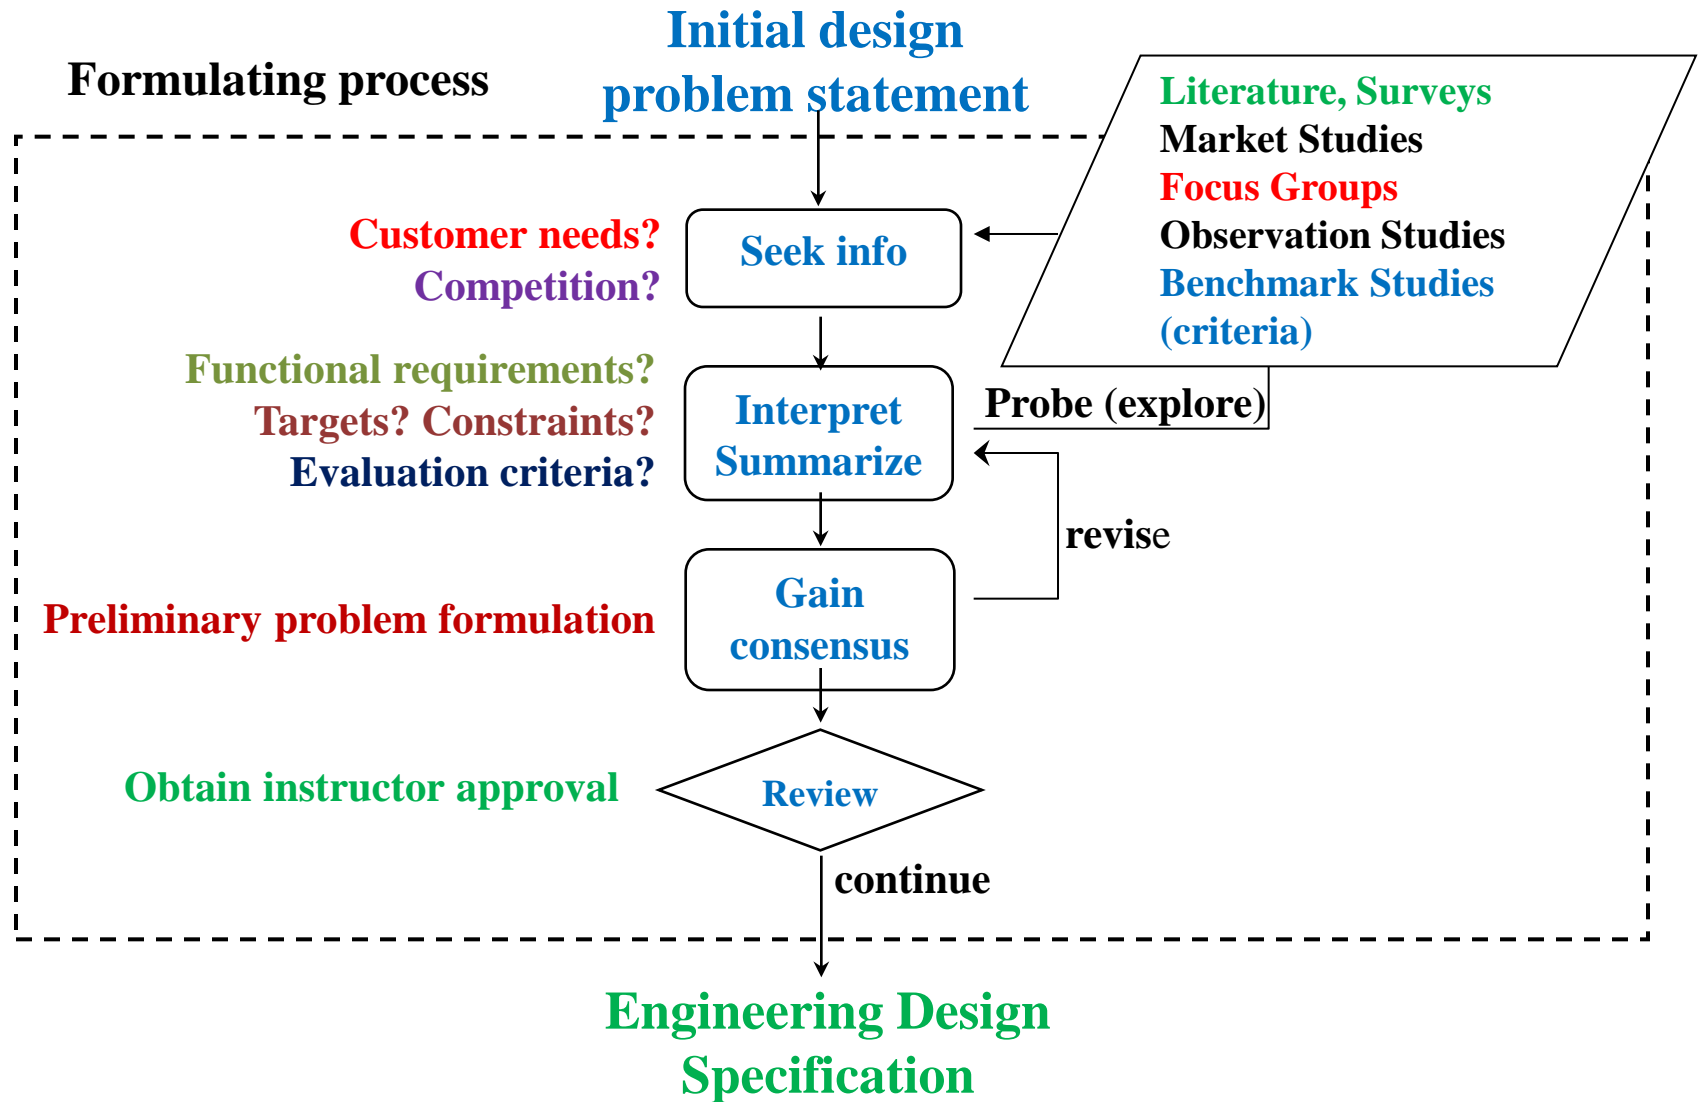 Initial design
problem statement
Formulating process
Literature, Surveys
Market Studies
Focus Groups
Observation Studies
Benchmark Studies
(criteria)
Customer needs?
Competition?
Seek info
Functional requirements?
Targets? Constraints?
Evaluation criteria?
Interpret
Summarize
Probe (explore)
revise
Preliminary problem formulation
Gain
consensus
Obtain instructor approval
Review
continue
Engineering Design
Specification